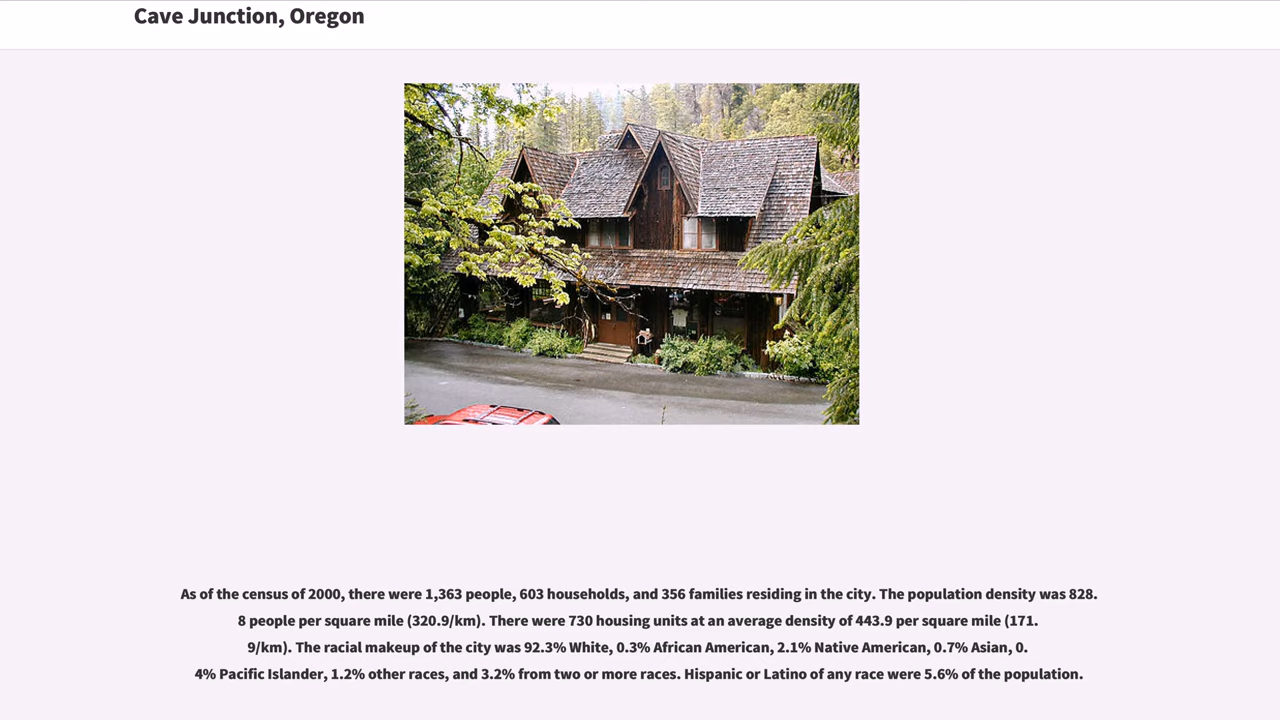 Cave Junction, Oregon
As of the census of 2000, there were 1,363 people, 603 households, and 356 families residing in the city. The population density was 828.
8 people per square mile (320.9/km). There were 730 housing units at an average density of 443.9 per square mile (171.
9/km). The racial makeup of the city was 92.3% White, 0.3% African American, 2.1% Native American, 0.7% Asian, 0.
4% Pacific Islander, 1.2% other races, and 3.2% from two or more races. Hispanic or Latino of any race were 5.6% of the population.